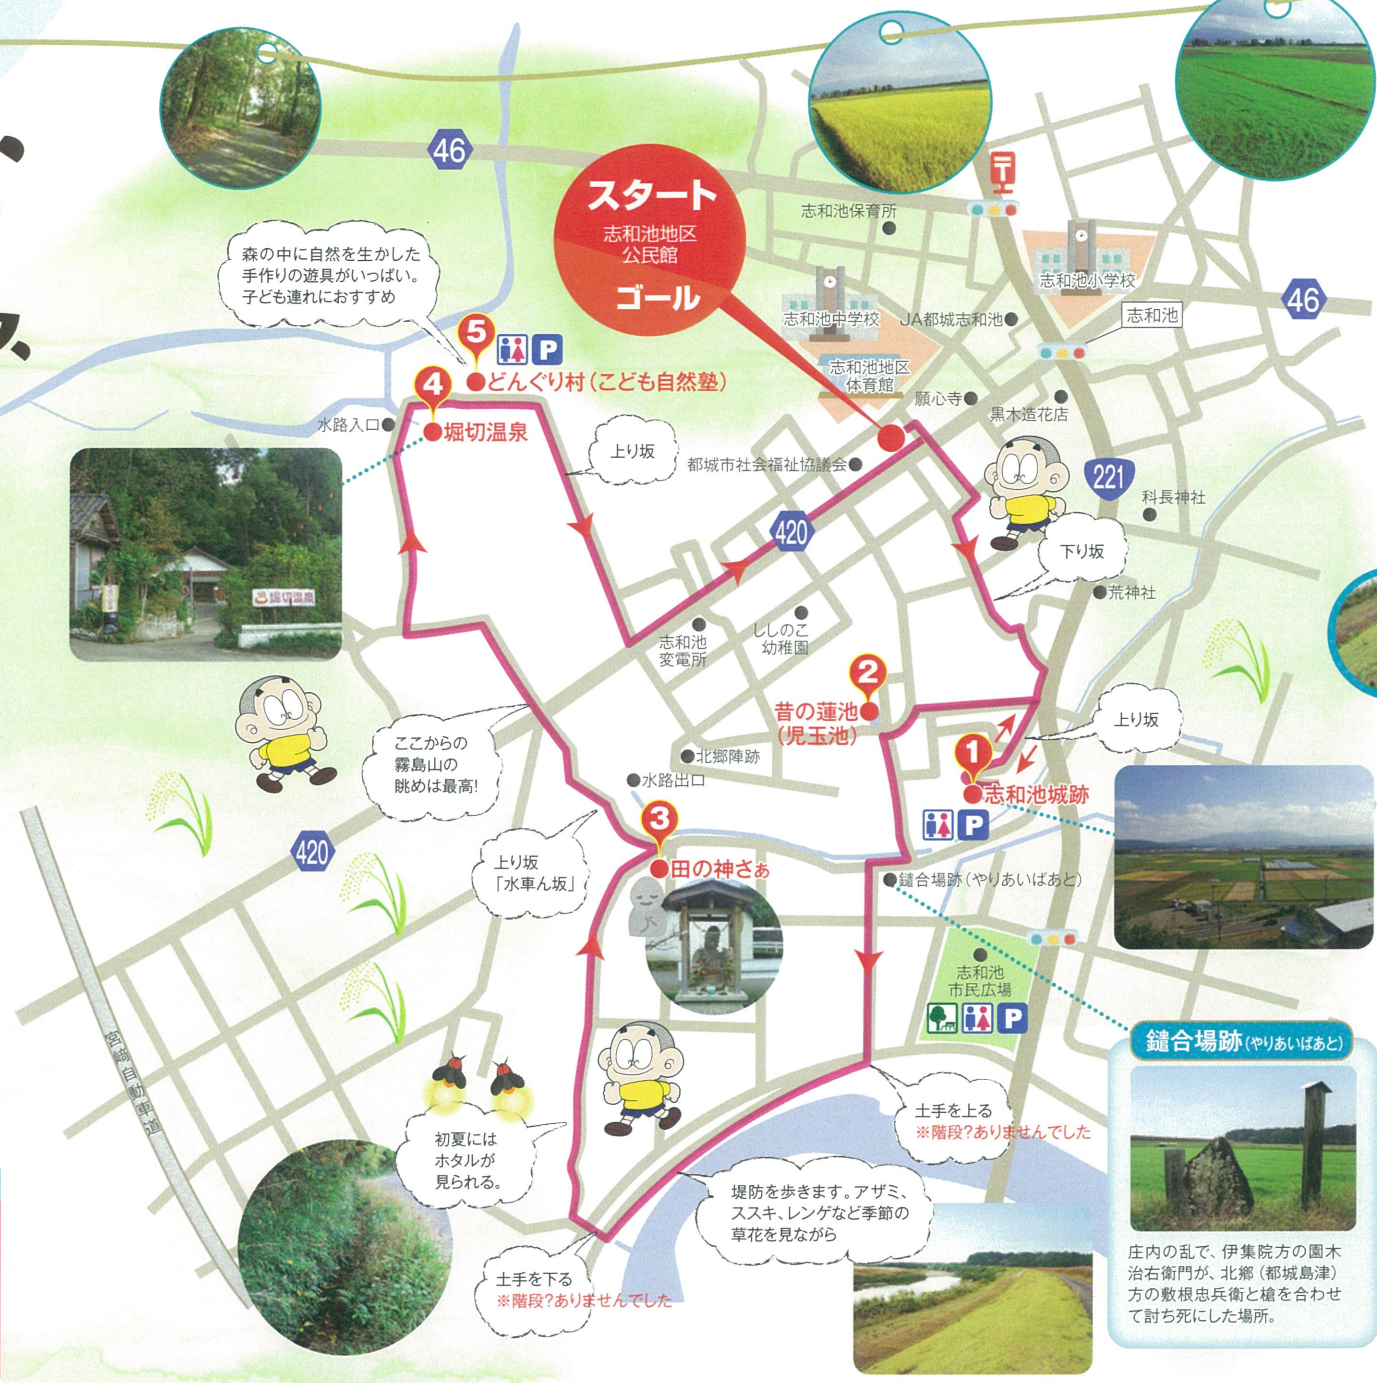 46
スタート
志和池地区
公民館
ゴール
志和池保育所
志和池小学校
志和池中学校
JA都城志和池
志和池
46
志和池地区
体育館
願心寺
黒木造花店
森の中に自然を生かした
手作りの遊具がいっぱい。
子ども連れにおすすめ
5
P
どんぐり村（こども自然塾）
4
堀切温泉
水路入口
上り坂
都城市社会福祉協議会
221
科長神社
420
下り坂
荒神社
堀切温泉
志和池
変電所
ししのこ
幼稚園
2
昔の蓮池
（児玉池）
上り坂
1
志和池城跡
P
ここからの
霧島山の
眺めは最高!
北郷陣跡
水路出口
3
田の神さぁ
420
上り坂
「水車ん坂」
鑓合場跡（やりあいばあと）
志和池
市民広場
P
宮崎自動車道
初夏には
ホタルが
見られる。
土手を上る
※階段?ありませんでした
堤防を歩きます。アザミ、
ススキ、レンゲなど季節の
草花を見ながら
土手を下る
※階段?ありませんでした
鑓合場跡（やりあいばあと）
庄内の乱で、伊集院方の園木
治右衛門が、北郷（都城島津）
方の敷根忠兵衛と槍を合わせ
て討ち死にした場所。